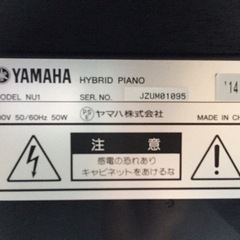 YAMAHA HYBRID PIANO
MODEL NU1 SER. NO. JZUM01095 '14
00V 50/60Hz 50W ヤマハ株式会社 MADE IN CH
注意
感電の恐れあり
キャビネットをあけるな